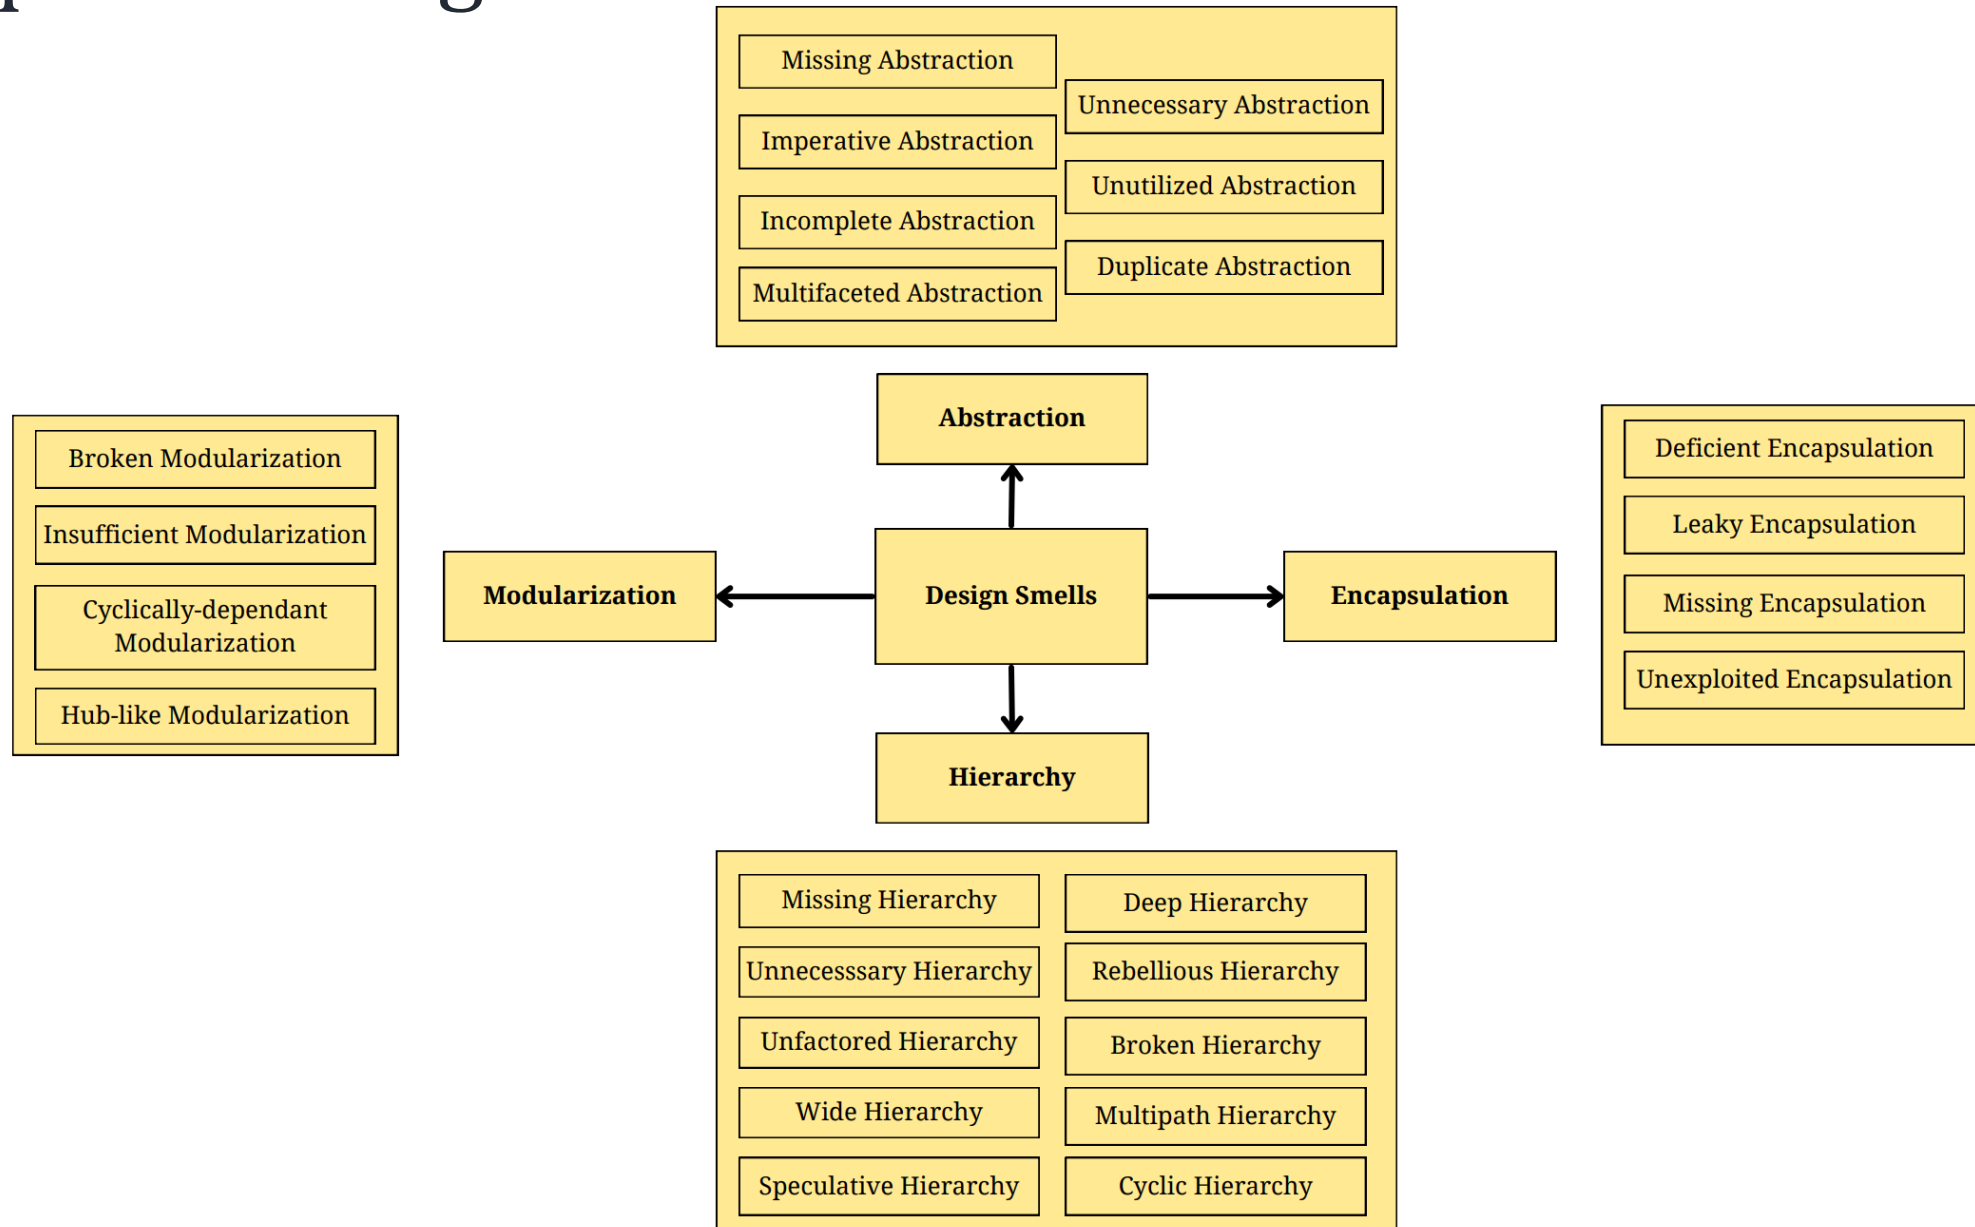 Missing Abstraction
Unnecessary Abstraction
Imperative Abstraction
Unutilized Abstraction
Incomplete Abstraction
Duplicate Abstraction
Multifaceted Abstraction
Abstraction
Broken Modularization
Insufficient Modularization
Cyclically-dependant
Modularization
Hub-like Modularization
Modularization
Design Smells
Encapsulation
Deficient Encapsulation
Leaky Encapsulation
Missing Encapsulation
Unexploited Encapsulation
Hierarchy
Missing Hierarchy
Deep Hierarchy
Unnecesssary Hierarchy
Rebellious Hierarchy
Unfactored Hierarchy
Broken Hierarchy
Wide Hierarchy
Multipath Hierarchy
Speculative Hierarchy
Cyclic Hierarchy